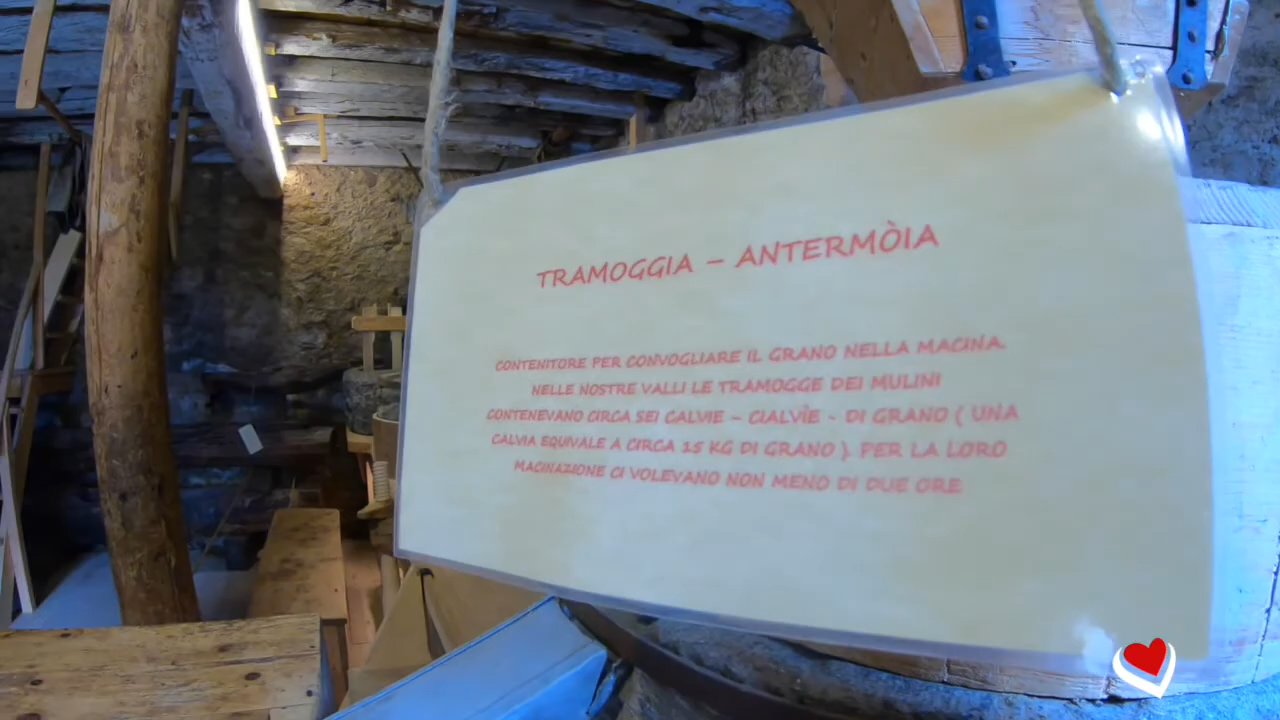 TRAMOGGIA – ANTERMÒIA
CONTENITORE PER CONVOGLIARE IL GRANO NELLA MACINA.
NELLE NOSTRE VALLI LE TRAMOGGE DEI MULINI
CONTENEVANO CIRCA SEI CALVIE – CIALVÌE - DI GRANO ( UNA
CALVIA EQUIVALE A CIRCA 15 KG DI GRANO ). PER LA LORO
MACINAZIONE CI VOLEVANO NON MENO DI DUE ORE